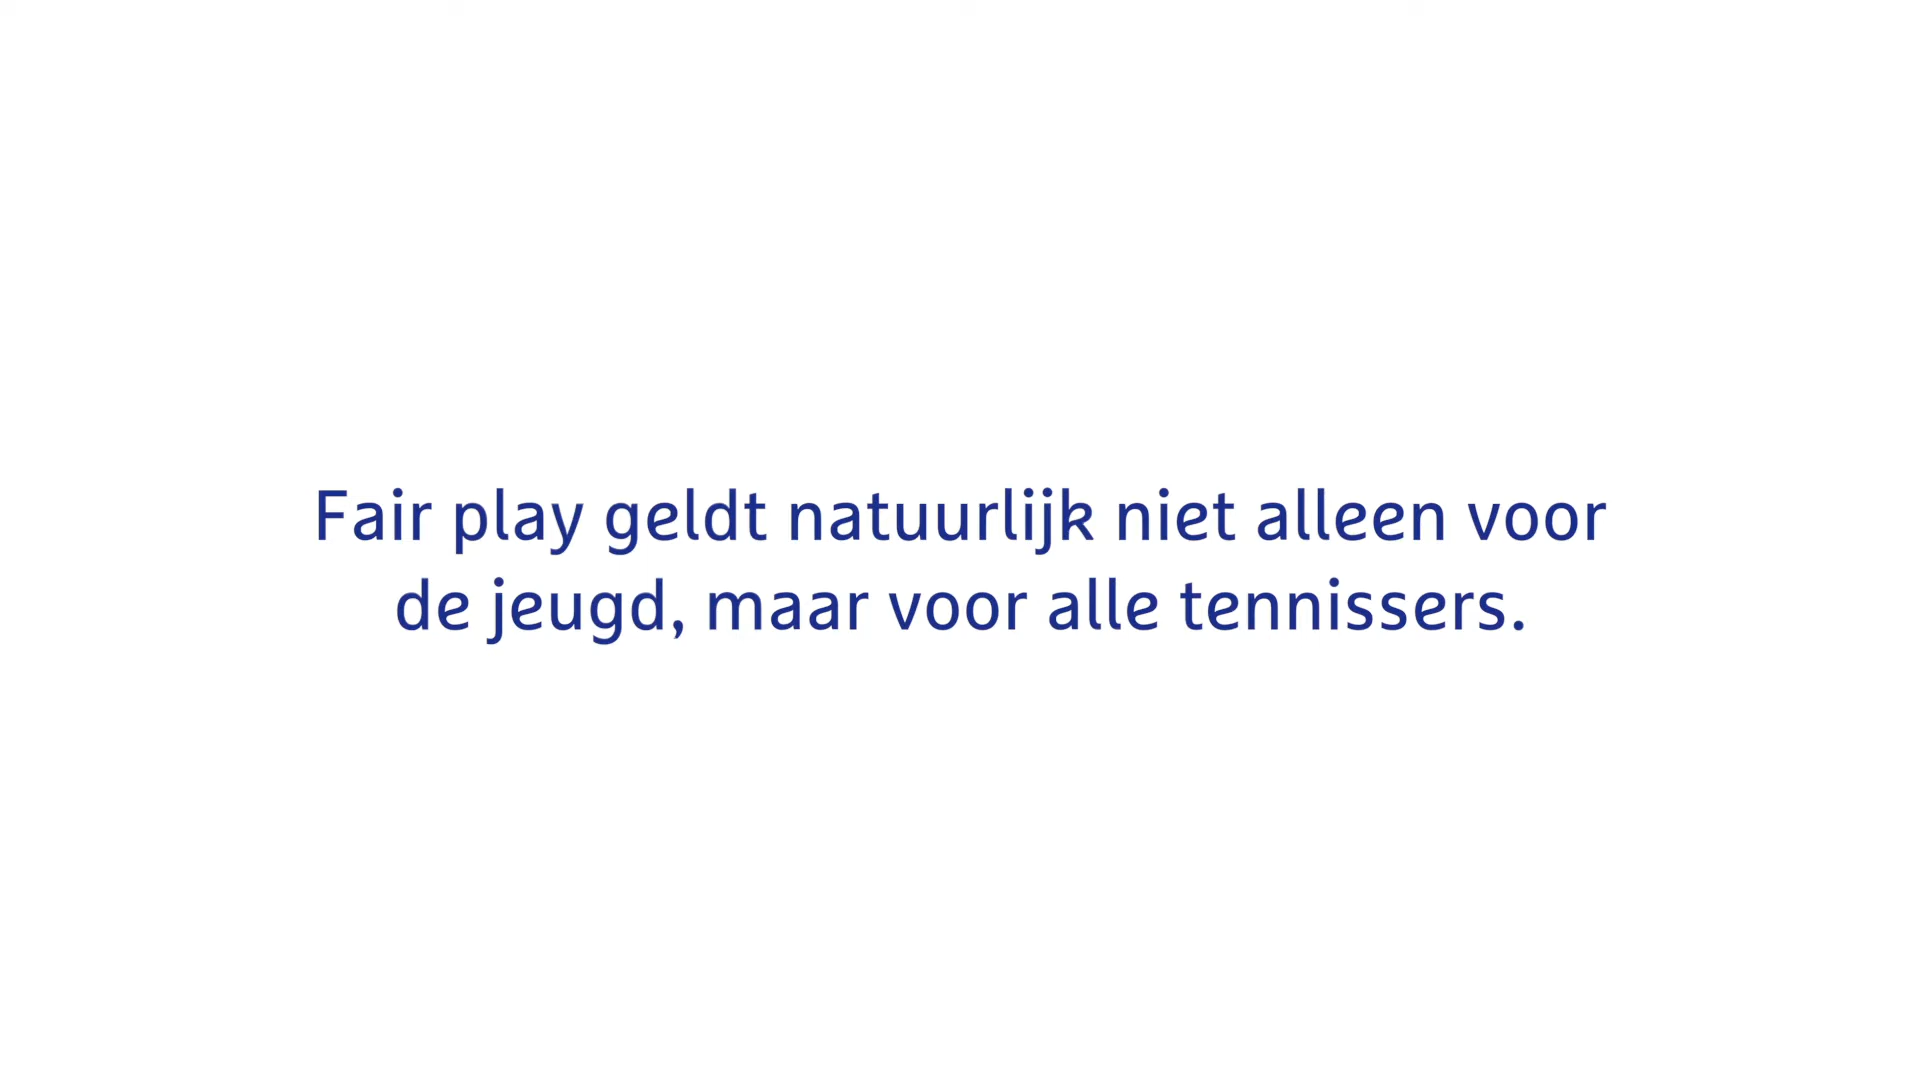 Fair play geldt natuurlijk niet alleen voor
de jeugd, maar voor alle tennissers.